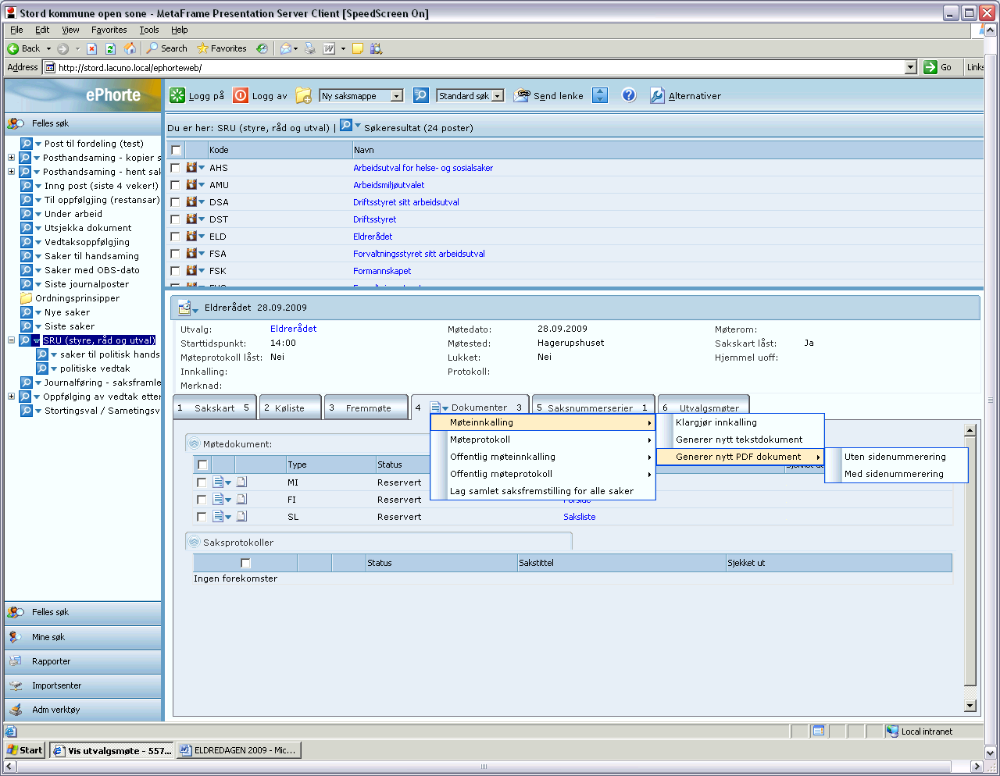 Stord kommune open sone - MetaFrame Presentation Server Client [SpeedScreen On]
File Edit View Favorites Tools Help
Back Search Favorites
Address http://stord.lacuno.local/ephorteweb/ Go Links
ePhorte
Logg på Logg av Ny saksmappe Standard søk Send lenke Alternativer
Felles søk
Post til fordeling (test)
Posthandsaming - kopier s
Posthandsaming - hent sal
Inng post (siste 4 veker!)
Til oppfølgjing (restansar)
Under arbeid
Utsjekka dokument
Vedtaksoppfølgjing
Saker til handsaming
Saker med OBS-dato
Siste journalposter
Ordningsprinsipper
Nye saker
Siste saker
SRU (styre, råd og utval)
saker til politisk hands
politiske vedtak
Journalføring - saksframle
Oppfølging av vedtak etter
Stortingsval / Sametingsv
Felles søk
Mine søk
Rapporter
Importsenter
Adm verktøy
Du er her: SRU (styre, råd og utval) | Søkeresultat (24 poster)
Kode Navn
AHS Arbeidsutval for helse- og sosialsaker
AMU Arbeidsmiljøutvalet
DSA Driftsstyret sitt arbeidsutval
DST Driftsstyret
ELD Eldrerådet
FSA Forvaltningsstyret sitt arbeidsutval
FSK Formannskapet
Eldrerådet 28.09.2009
Utvalg: Eldrerådet Møtedato: 28.09.2009 Møterom:
Starttidspunkt: 14:00 Møtested: Hagerupshuset Sakskart låst: Ja
Møteprotokoll låst: Nei Lukket: Nei Hjemmel uoff:
Innkalling: Protokoll:
Merknad:
1 Sakskart 5 2 Køliste 3 Fremmøte 4 Dokumenter 3 5 Saksnummerserier 1 6 Utvalgsmøter
Møteinnkalling
Møteprotokoll
Offentlig møteinnkalling
Offentlig møteprotokoll
Lag samlet saksfremstilling for alle saker
Klargjør innkalling
Generer nytt tekstdokument
Generer nytt PDF dokument
Uten sidenummerering
Med sidenummerering
Møtedokument:
Type Status Sjekket ut
MI Reservert
FI Reservert Forside
SL Reservert Saksliste
Saksprotokoller
Status Sakstittel Sjekket ut
Ingen forekomster
Local intranet
Start Vis utvalgsmøte - 557... ELDREDAGEN 2009 - Mic...